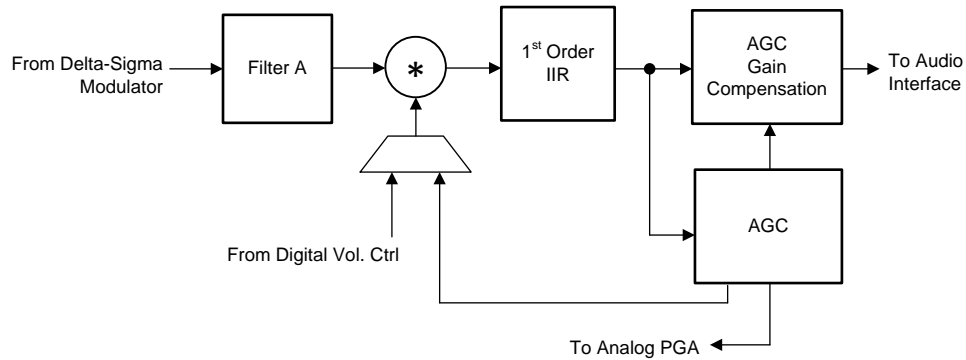 From Delta-Sigma
Modulator
Filter A
*
1st Order
IIR
AGC
Gain
Compensation
To Audio
Interface
From Digital Vol. Ctrl
AGC
To Analog PGA